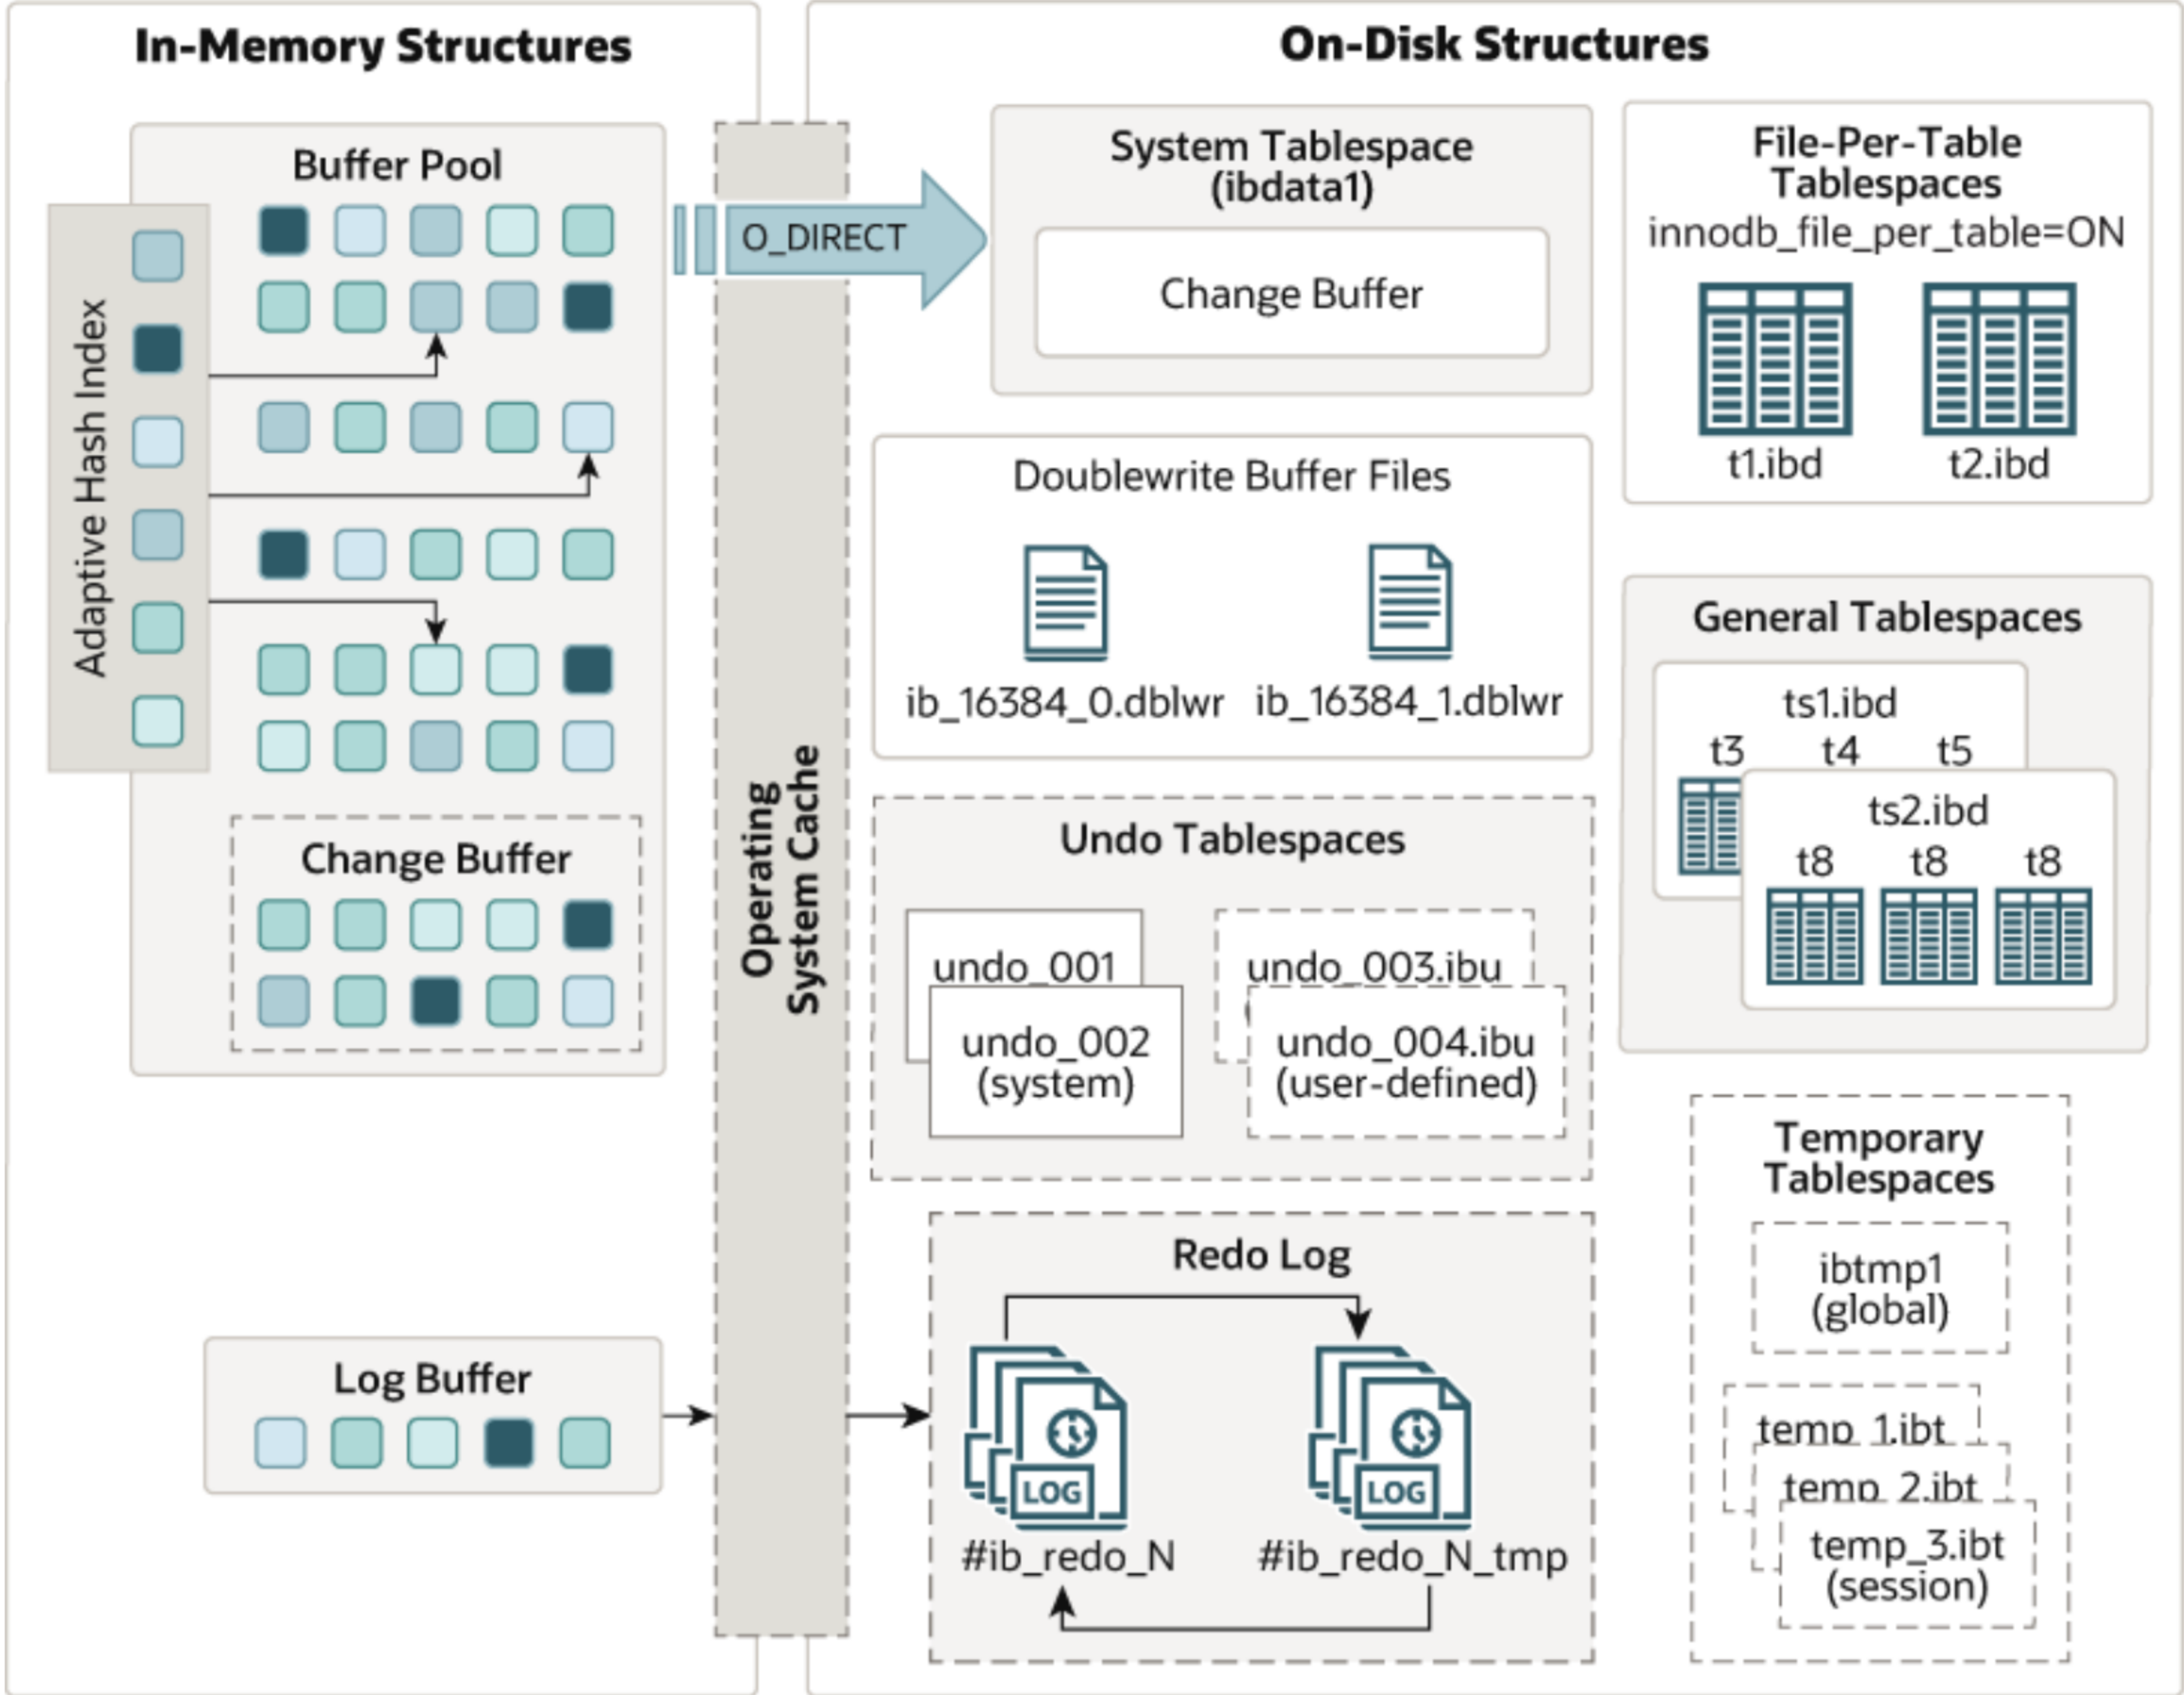 In-Memory Structures
Buffer Pool
Adaptive Hash Index
Change Buffer
Log Buffer
Operating
System Cache
O_DIRECT
On-Disk Structures
System Tablespace
(ibdata1)
Change Buffer
Doublewrite Buffer Files
ib_16384_0.dblwr
ib_16384_1.dblwr
Undo Tablespaces
undo_001
undo_002
(system)
undo_003.ibu
undo_004.ibu
(user-defined)
Redo Log
LOG
LOG
#ib_redo_N
#ib_redo_N_tmp
File-Per-Table
Tablespaces
innodb_file_per_table=ON
t1.ibd
t2.ibd
General Tablespaces
ts1.ibd
t3 t4 t5
ts2.ibd
t8 t8 t8
Temporary
Tablespaces
ibtmp1
(global)
temp_1.ibt
temp_2.ibt
temp_3.ibt
(session)